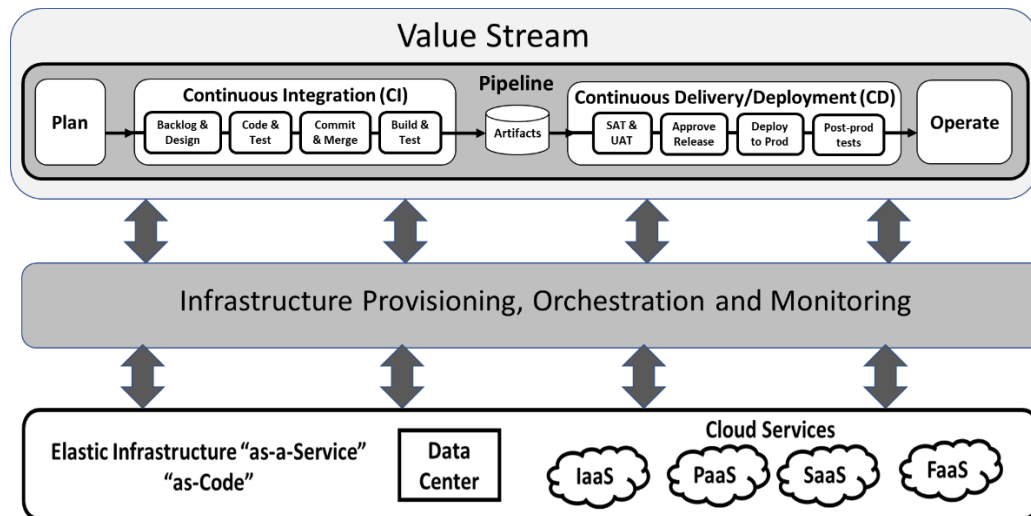 Value Stream
Pipeline
Plan
Continuous Integration (CI)
Backlog &
Design
Code &
Test
Commit
& Merge
Build &
Test
Artifacts
Continuous Delivery/Deployment (CD)
SAT &
UAT
Approve
Release
Deploy
to Prod
Post-prod
tests
Operate
Infrastructure Provisioning, Orchestration and Monitoring
Elastic Infrastructure “as-a-Service”
“as-Code”
Data
Center
Cloud Services
IaaS
PaaS
SaaS
FaaS